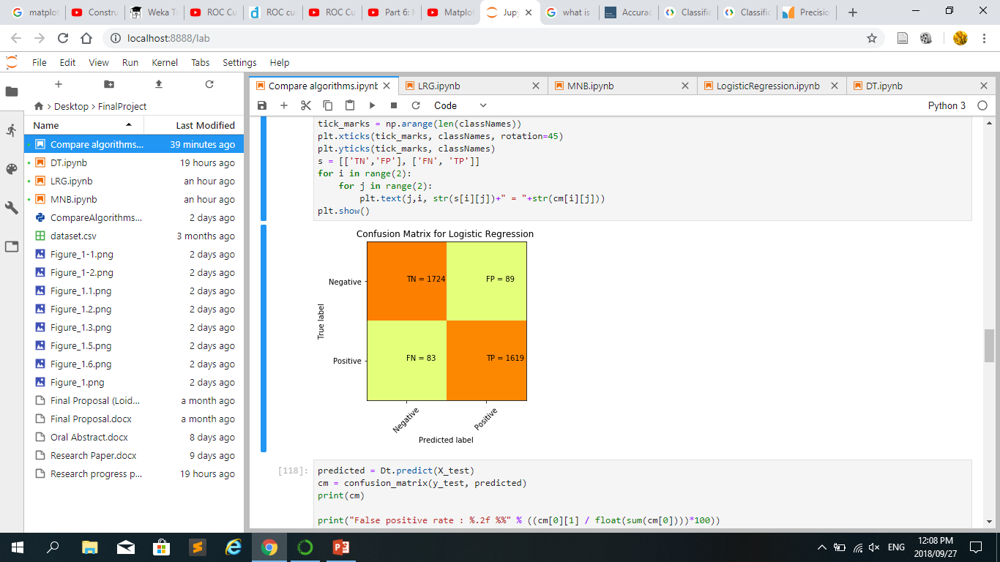 matplot
Constru
Weka T
ROC Cu
ROC cu
ROC Cu
Part 6: M
Matplot
Jupy
what is
Accurac
Classific
Classific
Precisio
localhost:8888/lab
File Edit View Run Kernel Tabs Settings Help
Desktop > FinalProject
Name Last Modified
Compare algorithms... 39 minutes ago
DT.ipynb 19 hours ago
LRG.ipynb an hour ago
MNB.ipynb an hour ago
CompareAlgorithms... 2 days ago
dataset.csv 3 months ago
Figure_1-1.png 2 days ago
Figure_1-2.png 2 days ago
Figure_1.1.png 2 days ago
Figure_1.2.png 2 days ago
Figure_1.3.png 2 days ago
Figure_1.5.png 2 days ago
Figure_1.6.png 2 days ago
Figure_1.png 2 days ago
Final Proposal (Loid... a month ago
Final Proposal.docx a month ago
Oral Abstract.docx 8 days ago
Research Paper.docx 9 days ago
Research progress p... 19 hours ago
Compare algorithms.ipynb
LRG.ipynb
MNB.ipynb
LogisticRegression.ipynb
DT.ipynb
Code
Python 3
tick_marks = np.arange(len(classNames))
plt.xticks(tick_marks, classNames, rotation=45)
plt.yticks(tick_marks, classNames)
s = [['TN','FP'], ['FN', 'TP']]
for i in range(2):
    for j in range(2):
        plt.text(j,i, str(s[i][j])+" = "+str(cm[i][j]))
plt.show()
Confusion Matrix for Logistic Regression
Negative
TN = 1724
FP = 89
True label
Positive
FN = 83
TP = 1619
Negative
Positive
Predicted label
[118]:
predicted = Dt.predict(X_test)
cm = confusion_matrix(y_test, predicted)
print(cm)
print("False positive rate : %.2f %%" % ((cm[0][1] / float(sum(cm[0])))*100))
ENG
12:08 PM
2018/09/27